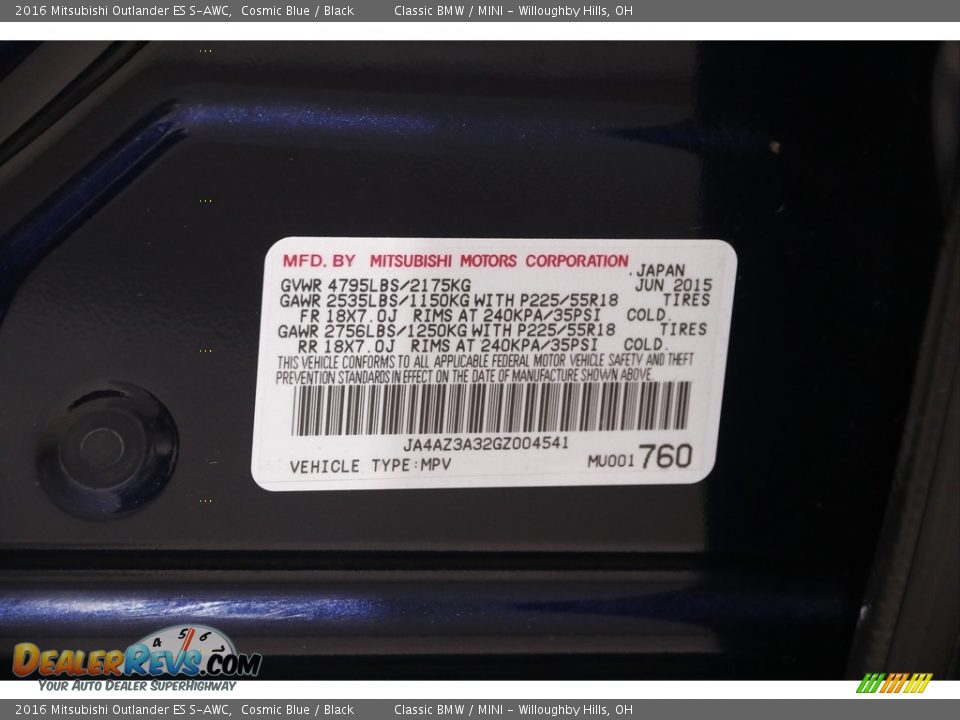 2016 Mitsubishi Outlander ES S-AWC, Cosmic Blue / Black Classic BMW / MINI - Willoughby Hills, OH
MFD. BY MITSUBISHI MOTORS CORPORATION
JAPAN
GVWR 4795LBS/2175KG JUN 2015
GAWR 2535LBS/1150KG WITH P225/55R18 TIRES
FR 18X7.0J RIMS AT 240KPA/35PSI COLD.
GAWR 2756LBS/1250KG WITH P225/55R18 TIRES
RR 18X7.0J RIMS AT 240KPA/35PSI COLD.
THIS VEHICLE CONFORMS TO ALL APPLICABLE FEDERAL MOTOR VEHICLE SAFETY AND THEFT
PREVENTION STANDARDS IN EFFECT ON THE DATE OF MANUFACTURE SHOWN ABOVE.
JA4AZ3A32GZ004541
VEHICLE TYPE:MPV MU001 760
4 5 6
DEALERREVS.COM
YOUR AUTO DEALER SUPERHIGHWAY
2016 Mitsubishi Outlander ES S-AWC, Cosmic Blue / Black Classic BMW / MINI - Willoughby Hills, OH